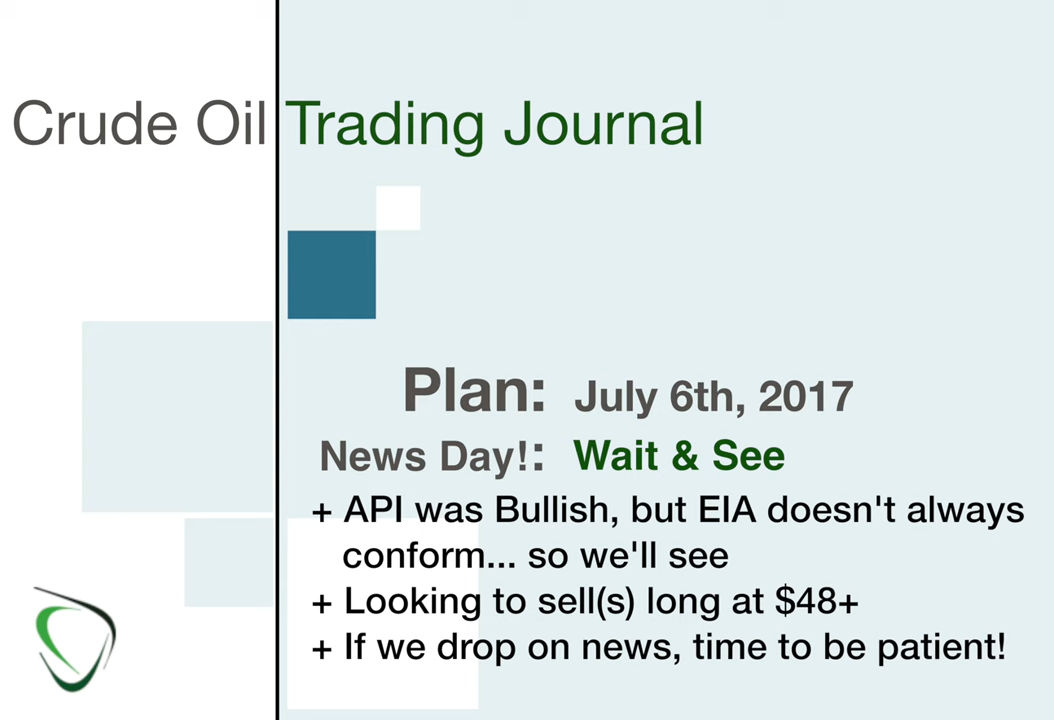 Crude Oil Trading Journal
Plan: July 6th, 2017
News Day!: Wait & See
+ API was Bullish, but EIA doesn't always
conform... so we'll see
+ Looking to sell(s) long at $48+
+ If we drop on news, time to be patient!